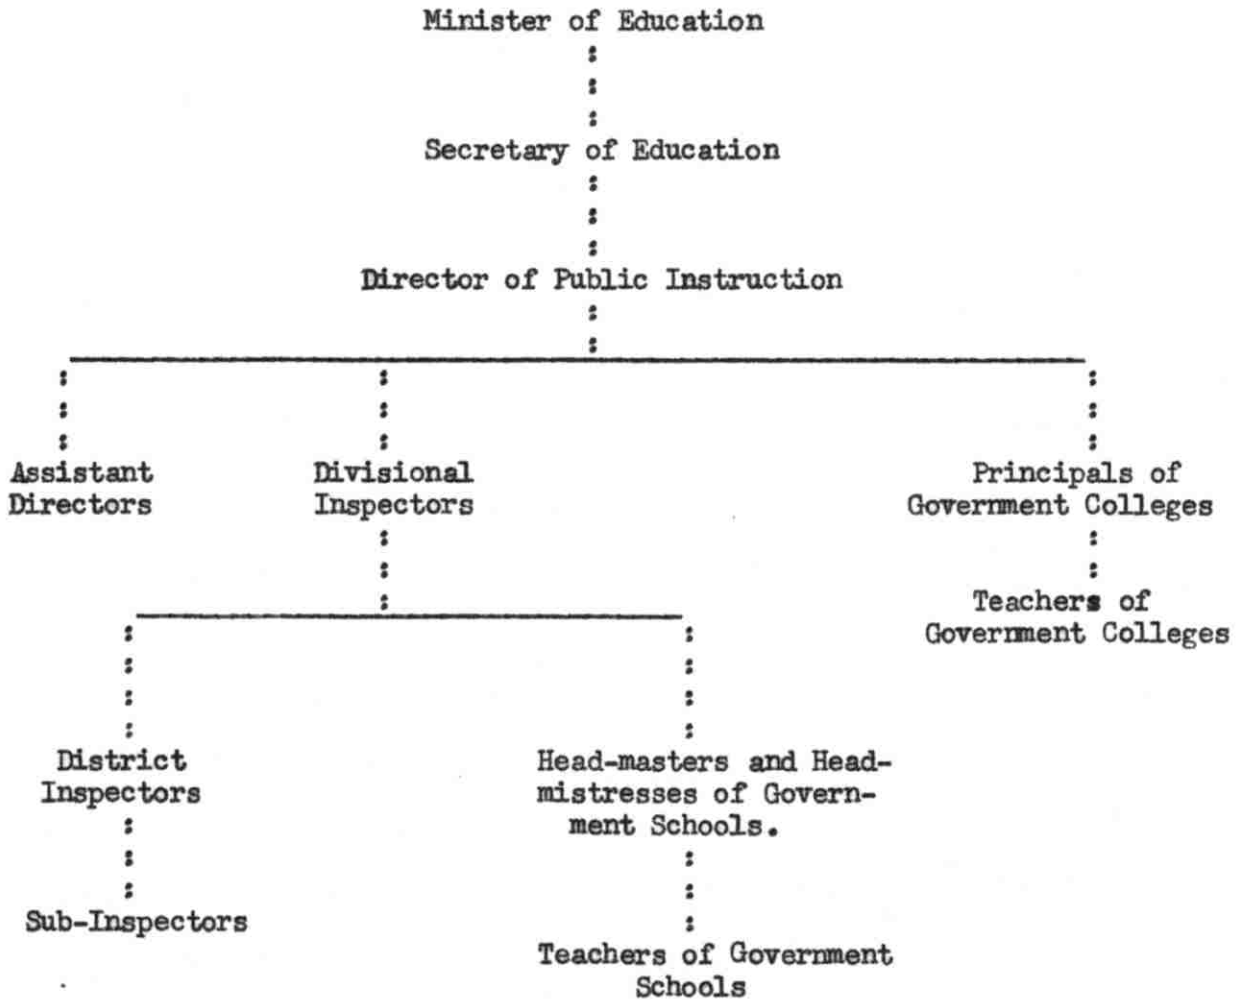 Minister of Education
Secretary of Education
Director of Public Instruction
Assistant
Directors
Divisional
Inspectors
Principals of
Government Colleges
Teachers of
Government Colleges
District
Inspectors
Head-masters and Head-
mistresses of Govern-
ment Schools.
Sub-Inspectors
Teachers of Government
Schools